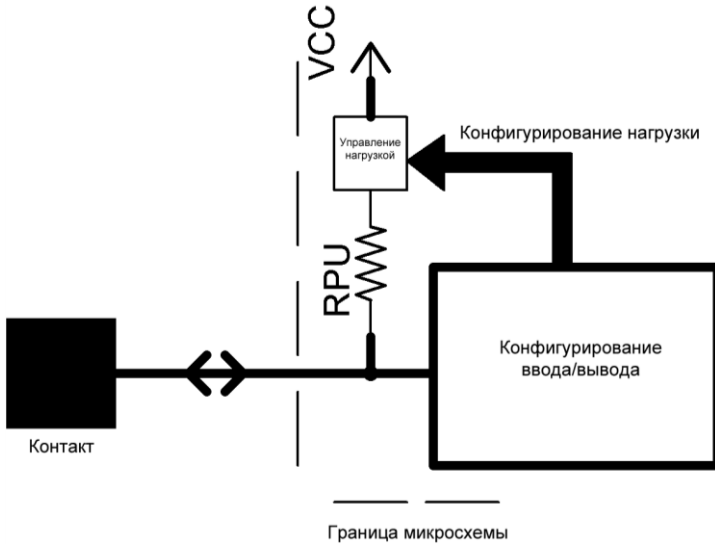 VCC
Управление
нагрузкой
Конфигурирование нагрузки
RPU
Конфигурирование
ввода/вывода
Контакт
Граница микросхемы